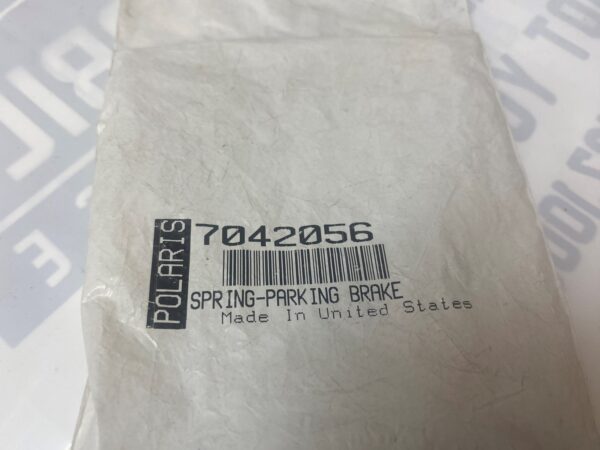 POLARIS
7042056
SPRING-PARKING BRAKE
Made In United States